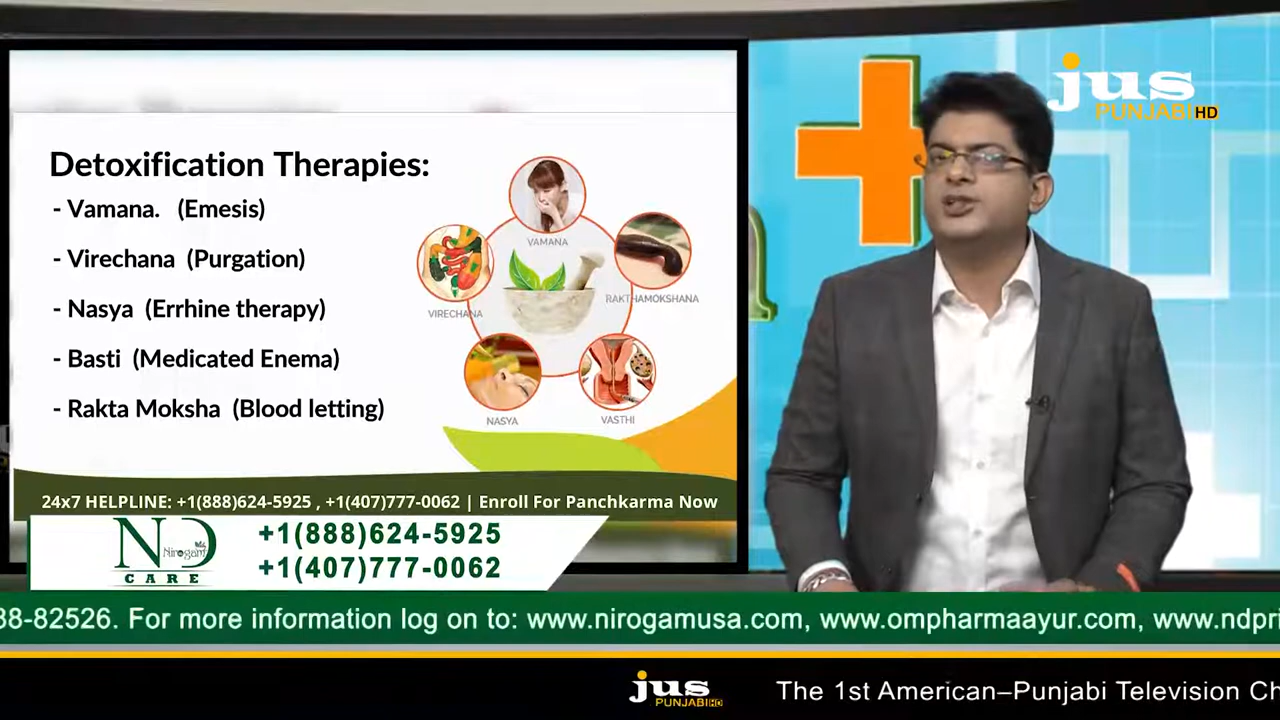 jus
PUNJABI HD
Detoxification Therapies:
- Vamana. (Emesis)
- Virechana (Purgation)
- Nasya (Errhine therapy)
- Basti (Medicated Enema)
- Rakta Moksha (Blood letting)
VAMANA
RAKTHAMOKSHANA
VIRECHANA
NASYA
VASTHI
24x7 HELPLINE: +1(888)624-5925 , +1(407)777-0062 | Enroll For Panchkarma Now
ND
Nirogam
CARE
+1(888)624-5925
+1(407)777-0062
38-82526. For more information log on to: www.nirogamusa.com, www.ompharmaayur.com, www.ndpri
jus
PUNJABI HD
The 1st American–Punjabi Television Ch